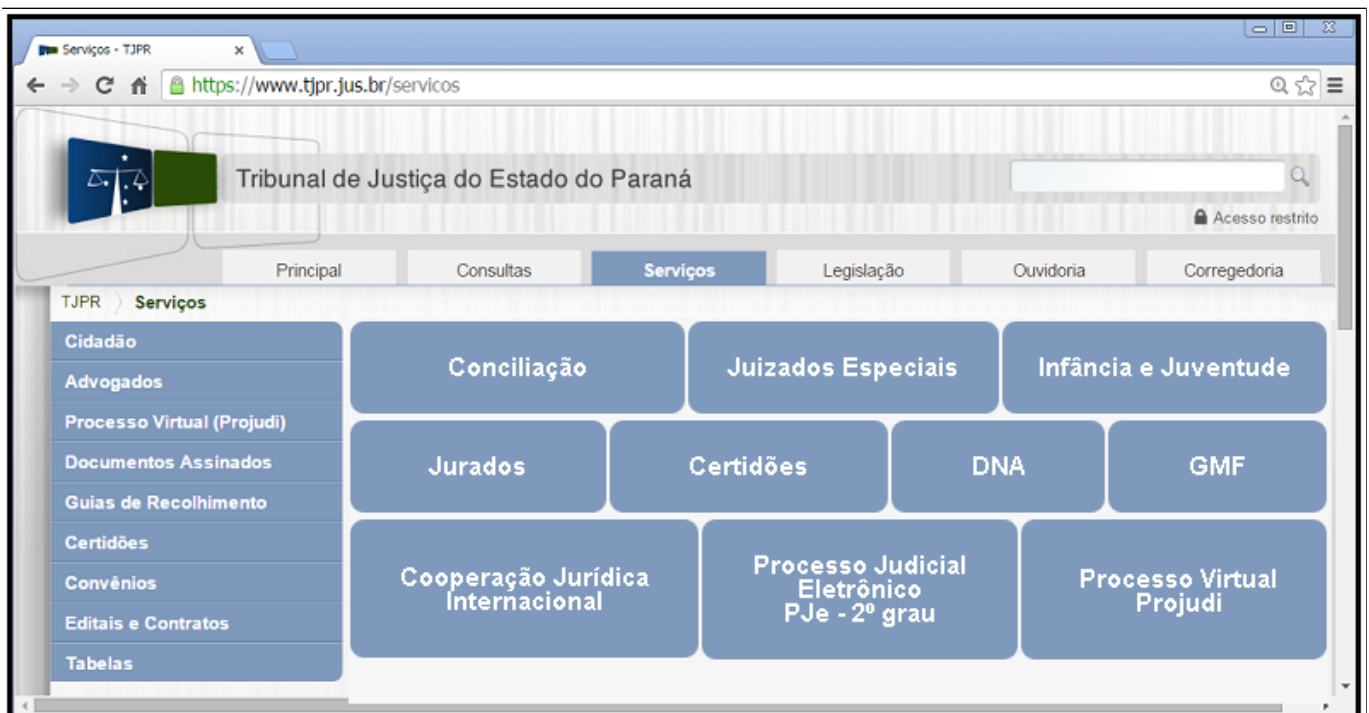 Serviços - TJPR
https://www.tjpr.jus.br/servicos
Tribunal de Justiça do Estado do Paraná
Acesso restrito
Principal Consultas Serviços Legislação Ouvidoria Corregedoria
TJPR Serviços
Cidadão
Advogados
Processo Virtual (Projudi)
Documentos Assinados
Guias de Recolhimento
Certidões
Convênios
Editais e Contratos
Tabelas
Conciliação
Juizados Especiais
Infância e Juventude
Jurados
Certidões
DNA
GMF
Cooperação Jurídica
Internacional
Processo Judicial
Eletrônico
PJe - 2º grau
Processo Virtual
Projudi